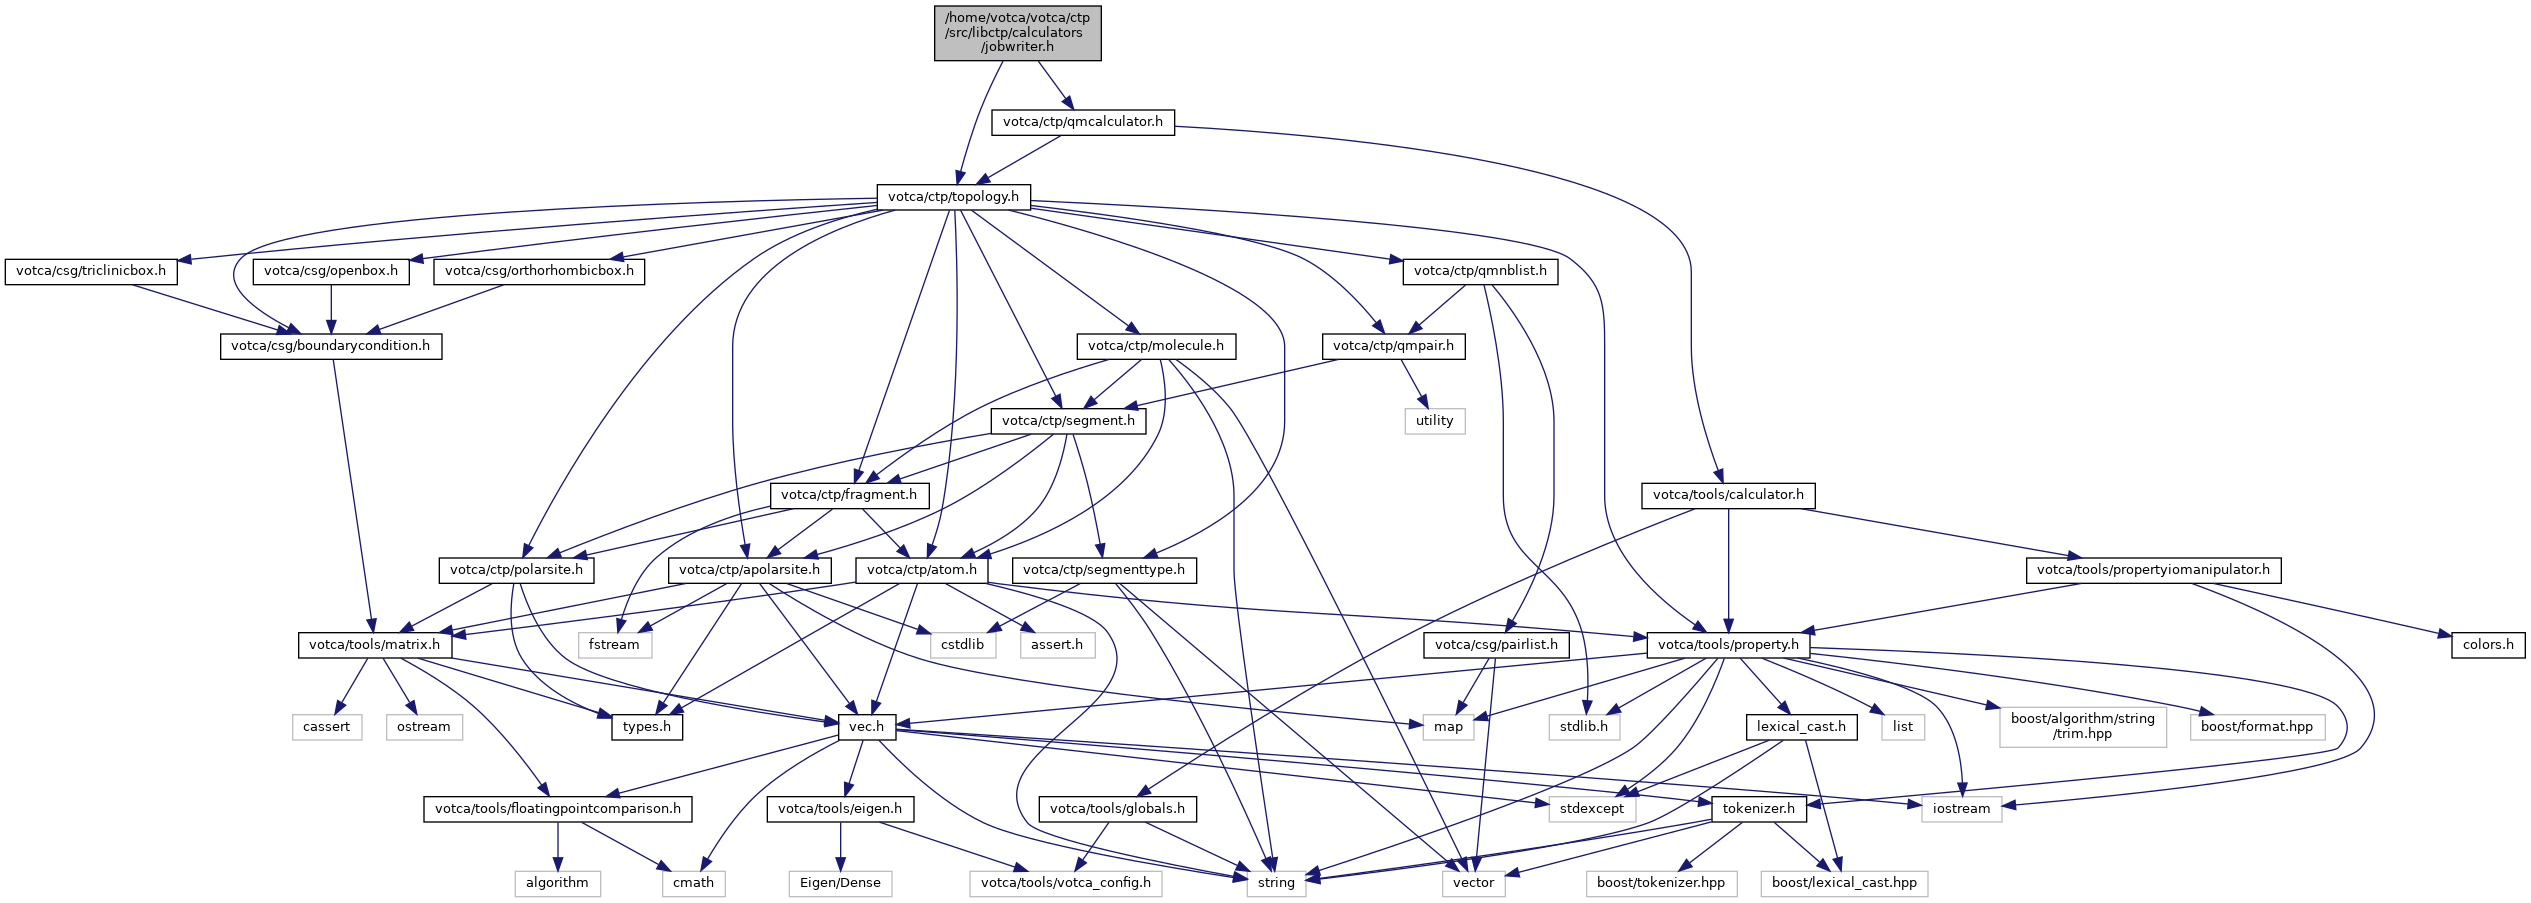 /home/votca/votca/ctp
/src/libctp/calculators
/jobwriter.h
votca/ctp/qmcalculator.h
votca/ctp/topology.h
votca/csg/triclinicbox.h
votca/csg/openbox.h
votca/csg/orthorhombicbox.h
votca/ctp/qmnblist.h
votca/csg/boundarycondition.h
votca/ctp/molecule.h
votca/ctp/qmpair.h
votca/ctp/segment.h
utility
votca/ctp/fragment.h
votca/tools/calculator.h
votca/ctp/polarsite.h
votca/ctp/apolarsite.h
votca/ctp/atom.h
votca/ctp/segmenttype.h
votca/tools/propertyiomanipulator.h
votca/tools/matrix.h
fstream
cstdlib
assert.h
votca/csg/pairlist.h
votca/tools/property.h
colors.h
cassert
ostream
types.h
vec.h
map
stdlib.h
lexical_cast.h
list
boost/algorithm/string
/trim.hpp
boost/format.hpp
votca/tools/floatingpointcomparison.h
votca/tools/eigen.h
votca/tools/globals.h
stdexcept
tokenizer.h
iostream
algorithm
cmath
Eigen/Dense
votca/tools/votca_config.h
string
vector
boost/tokenizer.hpp
boost/lexical_cast.hpp